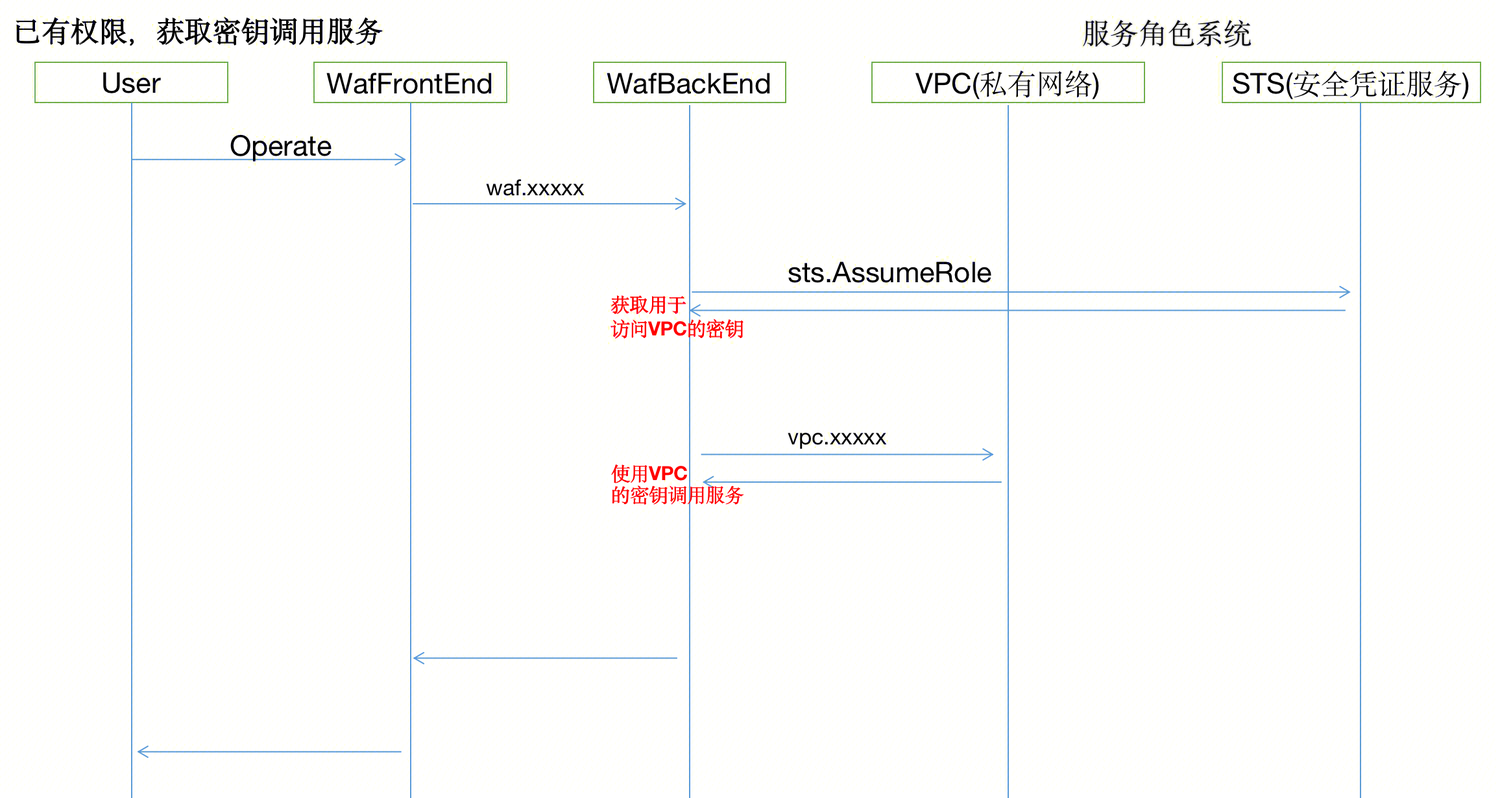 已有权限，获取密钥调用服务
服务角色系统
User
WafFrontEnd
WafBackEnd
VPC(私有网络)
STS(安全凭证服务)
Operate
waf.xxxxx
sts.AssumeRole
获取用于
访问VPC的密钥
vpc.xxxxx
使用VPC
的密钥调用服务